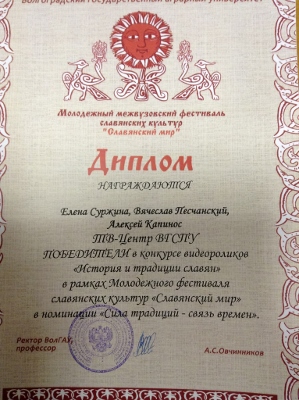 Волгоградский государственный аграрный университет
Молодежный межвузовский фестиваль
славянских культур
"Славянский мир"
Диплом
НАГРАЖДАЮТСЯ
Елена Суржина, Вячеслав Песчанский,
Алексей Капинос
ТВ-Центр ВГСПУ
ПОБЕДИТЕЛИ в конкурсе видеороликов
«История и традиции славян»
в рамках Молодежного фестиваля
славянских культур «Славянский мир»
в номинации «Сила традиций - связь времен».
Ректор ВолГАУ,
профессор
А.С.Овчинников